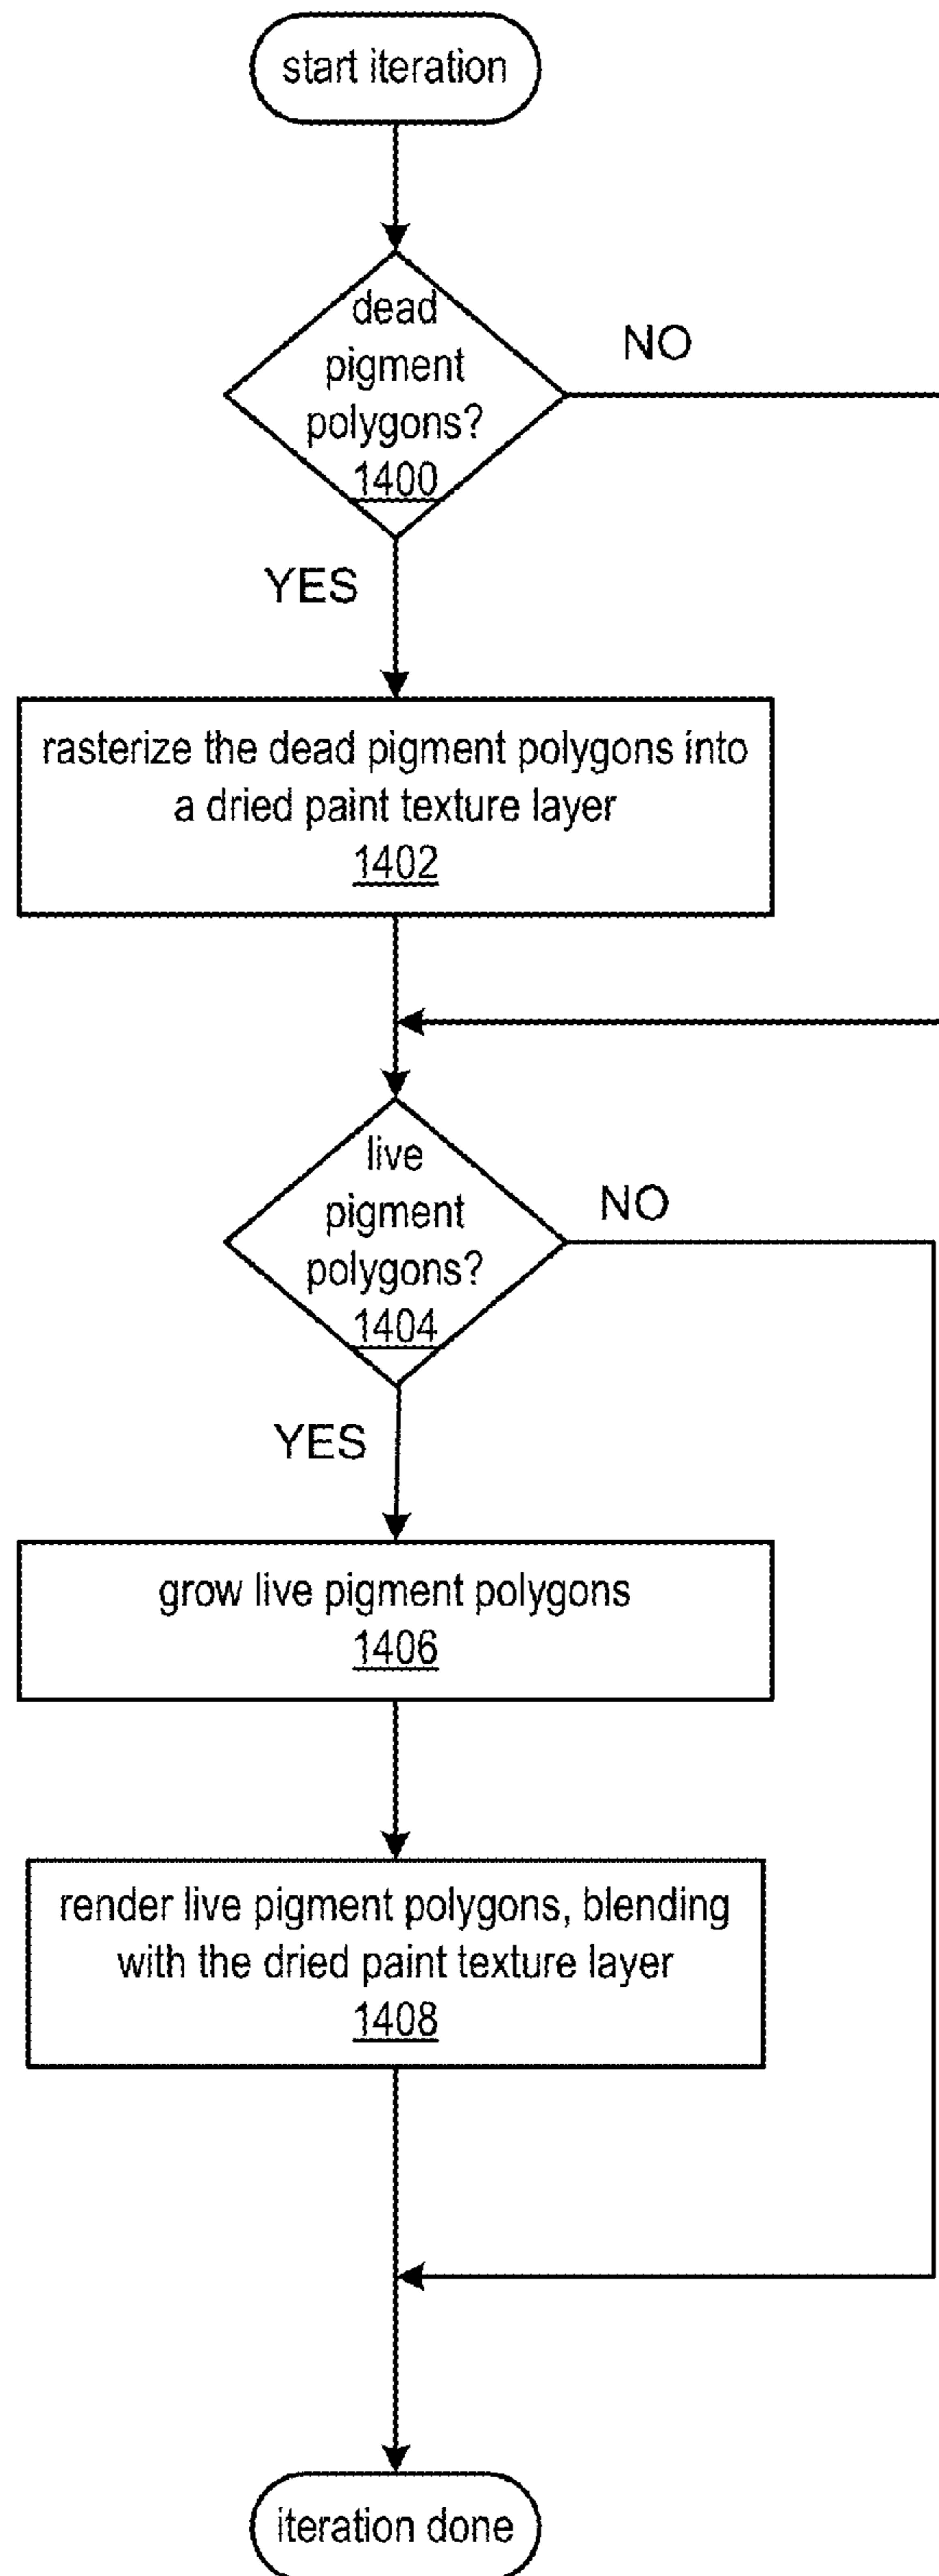 start iteration
dead
pigment
polygons?
1400
NO
YES
rasterize the dead pigment polygons into
a dried paint texture layer
1402
live
pigment
polygons?
1404
NO
YES
grow live pigment polygons
1406
render live pigment polygons, blending
with the dried paint texture layer
1408
iteration done